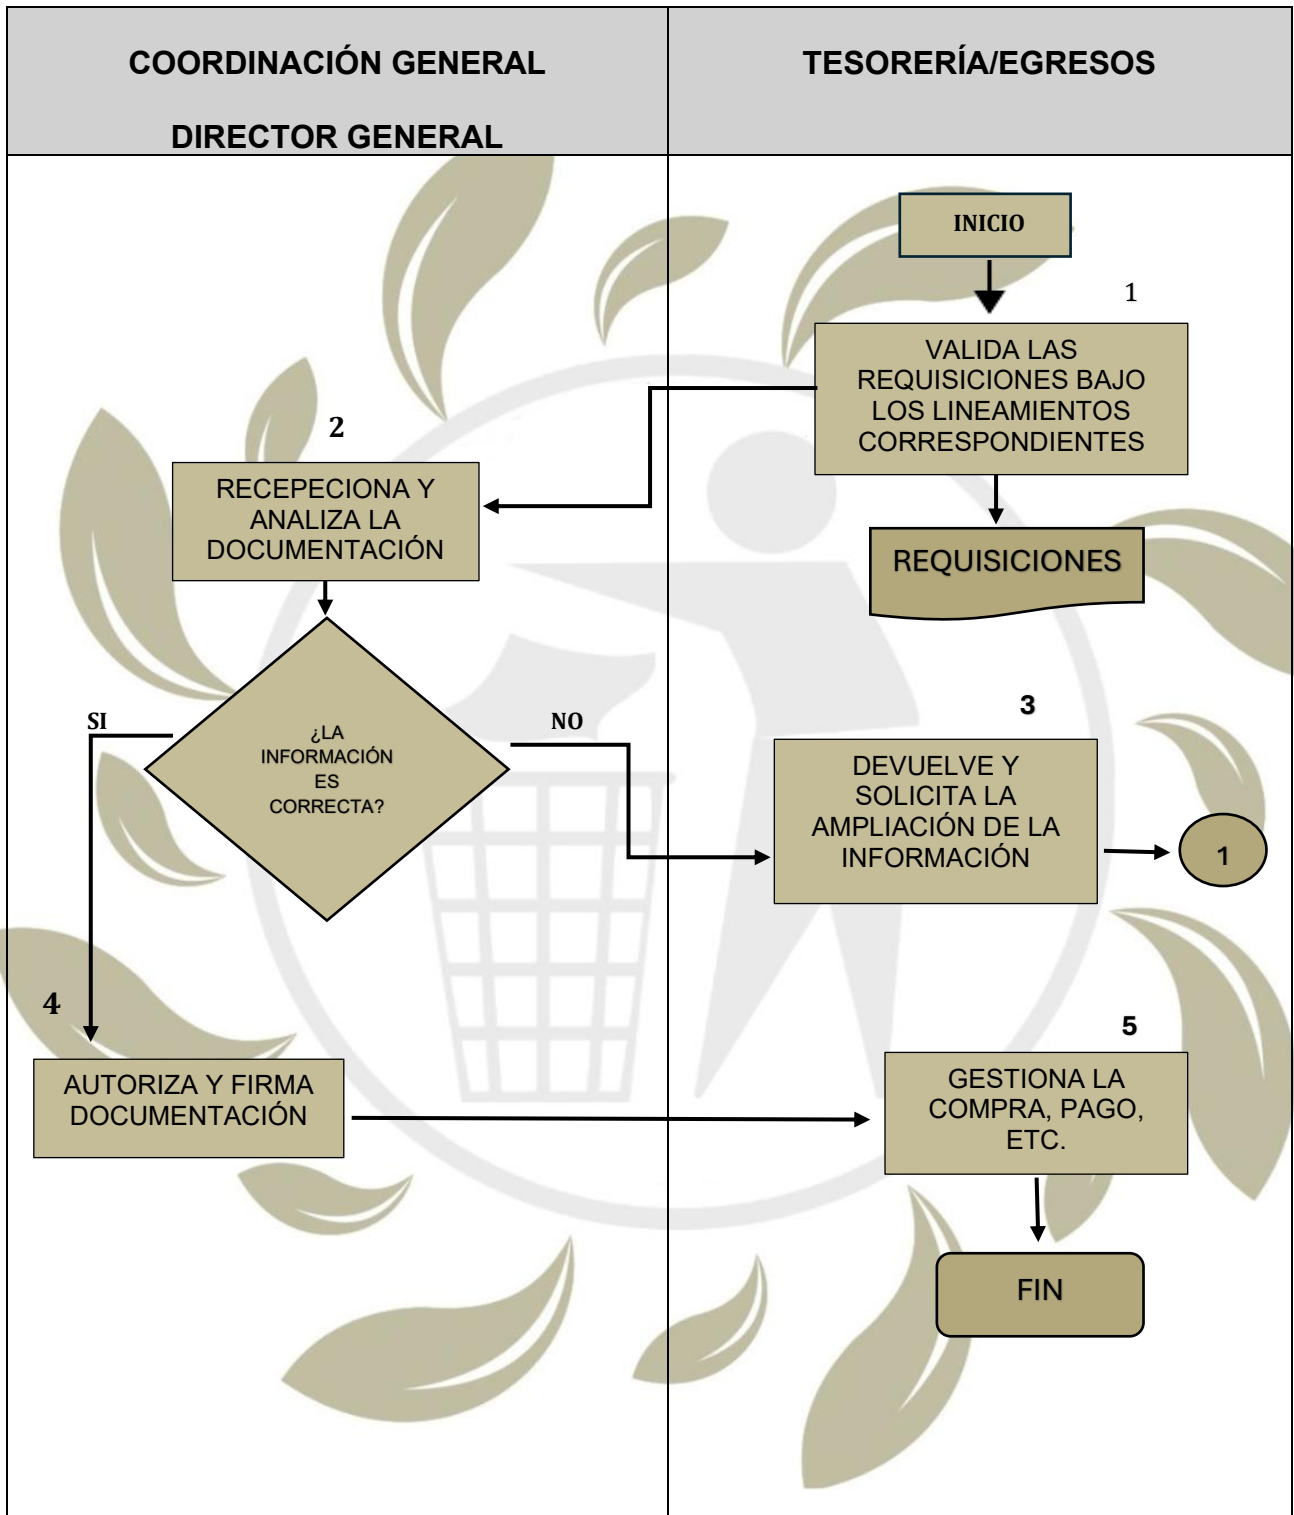 COORDINACIÓN GENERAL
DIRECTOR GENERAL
TESORERÍA/EGRESOS
INICIO
1
VALIDA LAS
REQUISICIONES BAJO
LOS LINEAMIENTOS
CORRESPONDIENTES
REQUISICIONES
2
RECEPECIONA Y
ANALIZA LA
DOCUMENTACIÓN
¿LA
INFORMACIÓN
ES
CORRECTA?
SI
NO
3
DEVUELVE Y
SOLICITA LA
AMPLIACIÓN DE LA
INFORMACIÓN
1
4
AUTORIZA Y FIRMA
DOCUMENTACIÓN
5
GESTIONA LA
COMPRA, PAGO,
ETC.
FIN